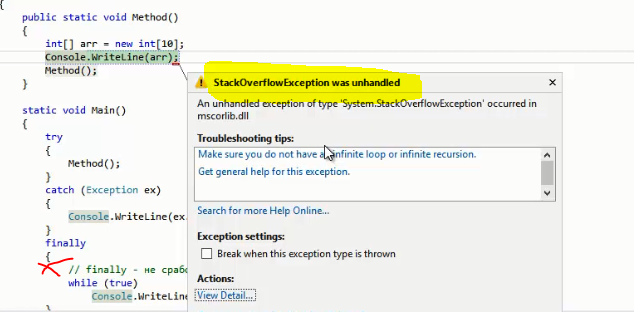 {
public static void Method()
{
int[] arr = new int[10];
Console.WriteLine(arr);
Method();
}
static void Main()
{
try
{
Method();
}
catch (Exception ex)
{
Console.WriteLine(ex.
}
finally
{
// finally - не
while (true)
Console.WriteLine
}
StackOverflowException was unhandled
An unhandled exception of type 'System.StackOverflowException' occurred in
mscorlib.dll
Troubleshooting tips:
Make sure you do not have an infinite loop or infinite recursion.
Get general help for this exception.
Search for more Help Online...
Exception settings:
Break when this exception type is thrown
Actions:
View Detail...